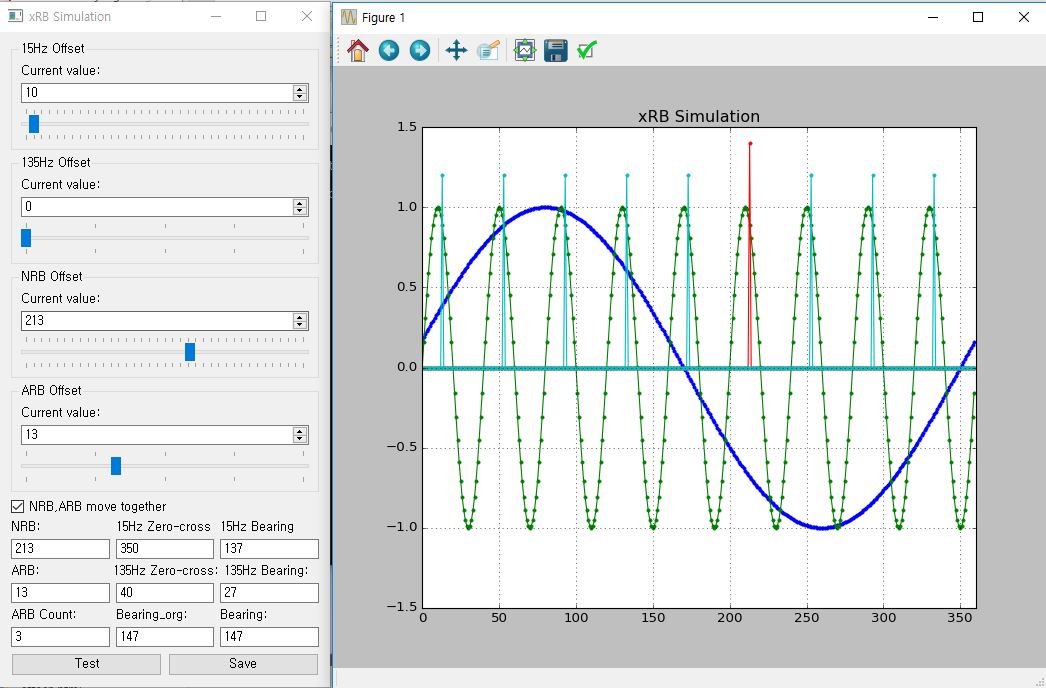 xRB Simulation
15Hz Offset
Current value:
10
135Hz Offset
Current value:
0
NRB Offset
Current value:
213
ARB Offset
Current value:
13
NRB,ARB move together
NRB: 15Hz Zero-cross 15Hz Bearing
213 350 137
ARB: 135Hz Zero-cross: 135Hz Bearing:
13 40 27
ARB Count: Bearing_org: Bearing:
3 147 147
Test Save
Figure 1
xRB Simulation
1.5
1.0
0.5
0.0
−0.5
−1.0
−1.5
0 50 100 150 200 250 300 350